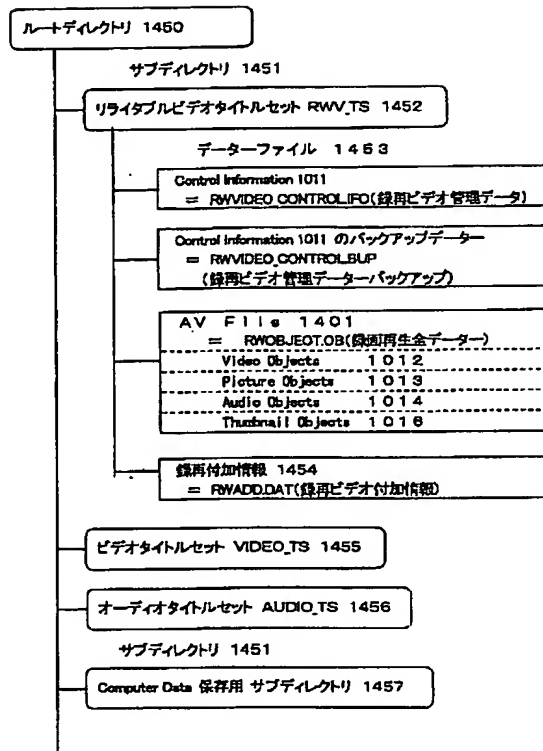 ルートディレクトリ 1450
サブディレクトリ 1451
リライタブルビデオタイトルセット RWV_TS 1452
データーファイル 1453
Control Information 1011
= RWVIDEO_CONTROL.IFO(録再ビデオ管理データ)
Control Information 1011 のバックアップデーター
= RWVIDEO_CONTROL.BUP
(録再ビデオ管理データーバックアップ)
AV File 1401
= RWOBJECT.OB(録画再生全データー)
Video Objects 1012
Picture Objects 1013
Audio Objects 1014
Thumbnail Objects 1016
録再付加情報 1454
= RWADD.DAT(録再ビデオ付加情報)
ビデオタイトルセット VIDEO_TS 1455
オーディオタイトルセット AUDIO_TS 1456
サブディレクトリ 1451
Computer Data 保存用 サブディレクトリ 1457